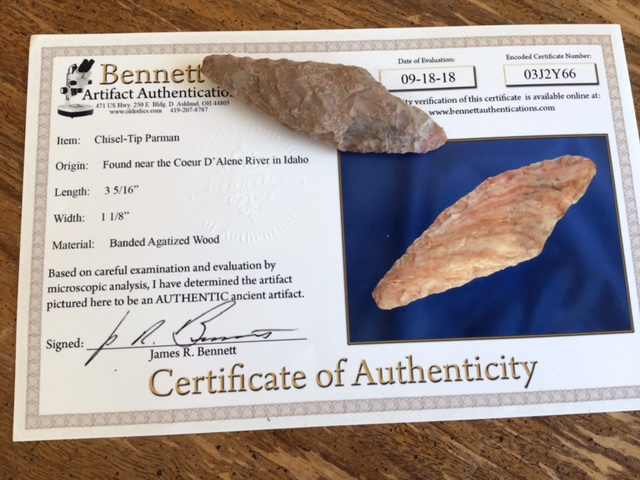 Bennett
Artifact Authentication
471 US Hwy. 250 E Bldg. D Ashland, OH 44805
www.oldrelics.com 419-207-8787
Date of Evaluation:
09-18-18
Encoded Certificate Number:
03J2Y66
verification of this certificate is available online at:
www.bennettauthentications.com
Item: Chisel-Tip Parman
Origin: Found near the Coeur D'Alene River in Idaho
Length: 3 5/16"
Width: 1 1/8"
Material: Banded Agatized Wood
Based on careful examination and evaluation by
microscopic analysis, I have determined the artifact
pictured here to be an AUTHENTIC ancient artifact.
Signed: J. R. Bennett
James R. Bennett
Certificate of Authenticity